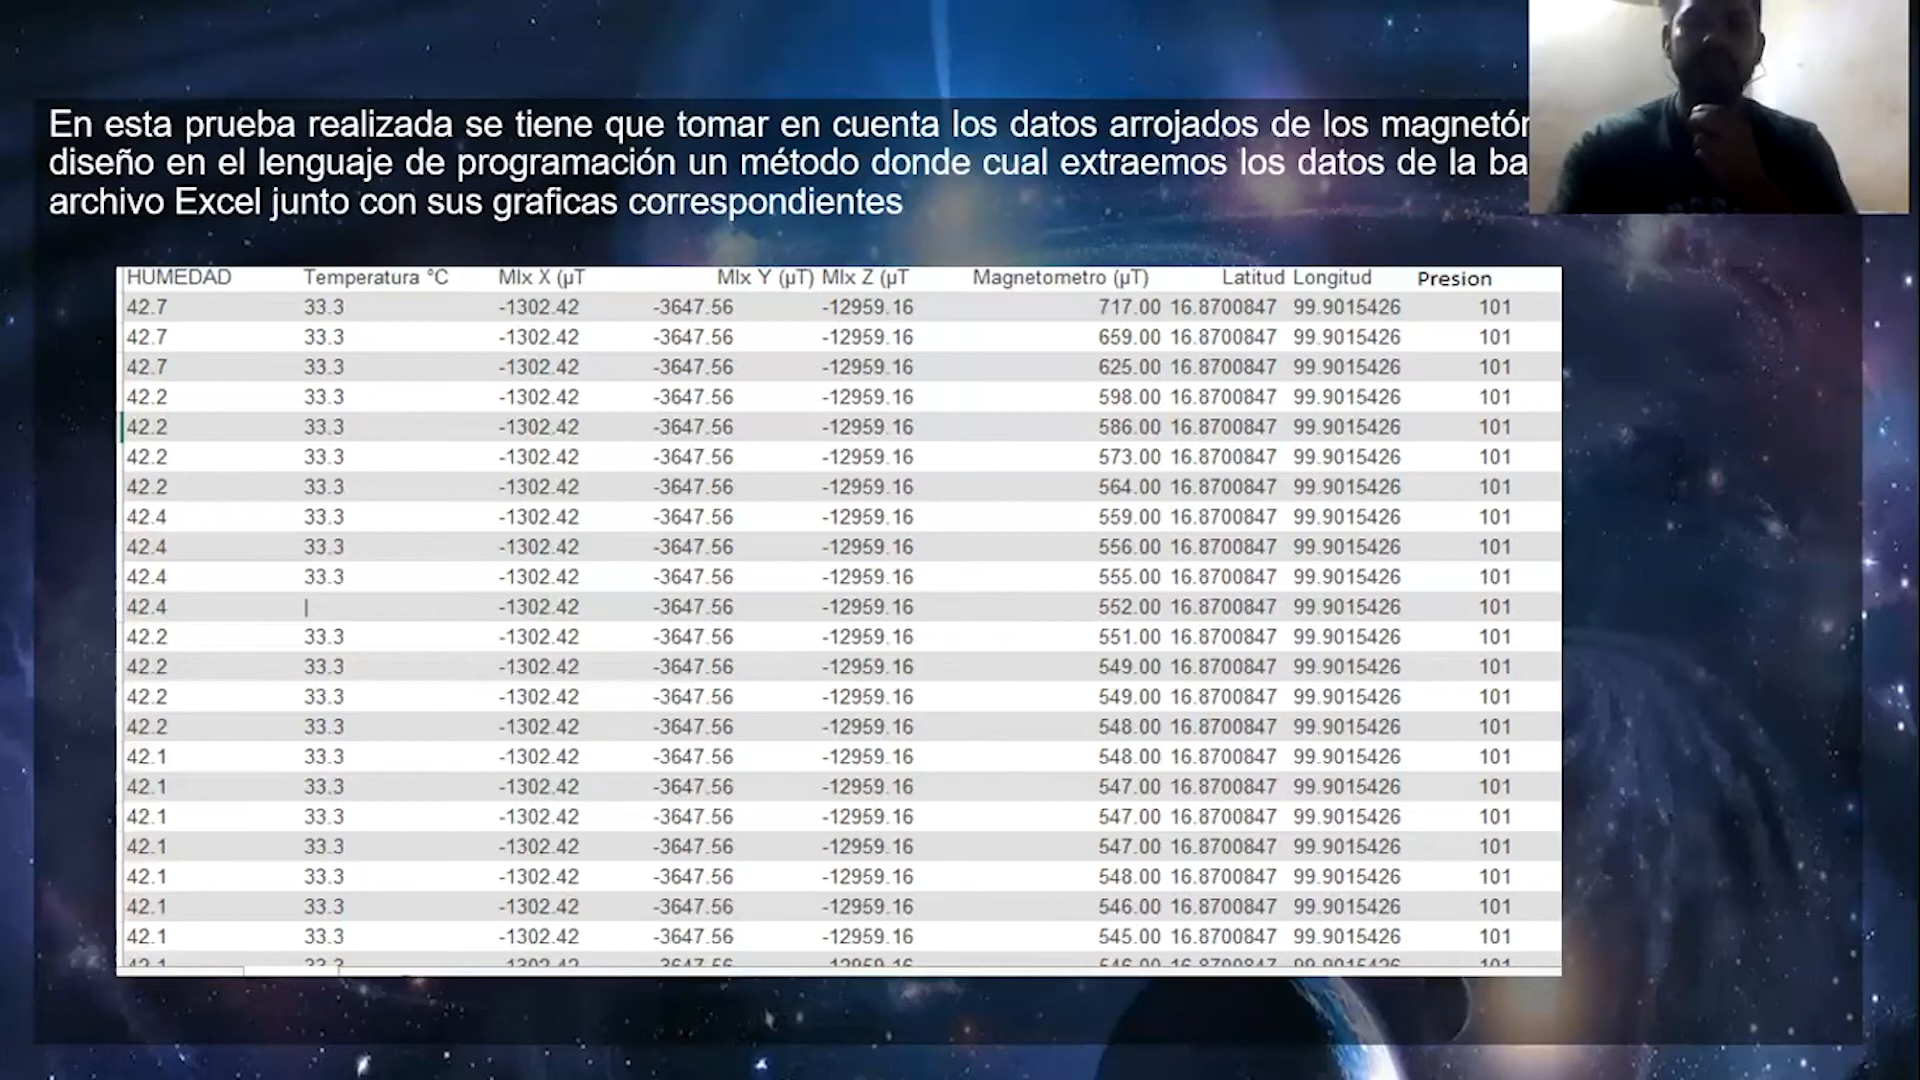 En esta prueba realizada se tiene que tomar en cuenta los datos arrojados de los
diseño en el lenguaje de programación un método donde cual extraemos los datos de la
archivo Excel junto con sus graficas correspondientes
HUMEDAD Temperatura °C Mlx X (µT Mlx Y (µT) Mlx Z (µT Magnetometro (µT) Latitud Longitud Presion
42.7 33.3 -1302.42 -3647.56 -12959.16 717.00 16.8700847 99.9015426 101
42.7 33.3 -1302.42 -3647.56 -12959.16 659.00 16.8700847 99.9015426 101
42.7 33.3 -1302.42 -3647.56 -12959.16 625.00 16.8700847 99.9015426 101
42.2 33.3 -1302.42 -3647.56 -12959.16 598.00 16.8700847 99.9015426 101
42.2 33.3 -1302.42 -3647.56 -12959.16 586.00 16.8700847 99.9015426 101
42.2 33.3 -1302.42 -3647.56 -12959.16 573.00 16.8700847 99.9015426 101
42.2 33.3 -1302.42 -3647.56 -12959.16 564.00 16.8700847 99.9015426 101
42.4 33.3 -1302.42 -3647.56 -12959.16 559.00 16.8700847 99.9015426 101
42.4 33.3 -1302.42 -3647.56 -12959.16 556.00 16.8700847 99.9015426 101
42.4 33.3 -1302.42 -3647.56 -12959.16 555.00 16.8700847 99.9015426 101
42.4 -1302.42 -3647.56 -12959.16 552.00 16.8700847 99.9015426 101
42.2 33.3 -1302.42 -3647.56 -12959.16 551.00 16.8700847 99.9015426 101
42.2 33.3 -1302.42 -3647.56 -12959.16 549.00 16.8700847 99.9015426 101
42.2 33.3 -1302.42 -3647.56 -12959.16 549.00 16.8700847 99.9015426 101
42.2 33.3 -1302.42 -3647.56 -12959.16 548.00 16.8700847 99.9015426 101
42.1 33.3 -1302.42 -3647.56 -12959.16 548.00 16.8700847 99.9015426 101
42.1 33.3 -1302.42 -3647.56 -12959.16 547.00 16.8700847 99.9015426 101
42.1 33.3 -1302.42 -3647.56 -12959.16 547.00 16.8700847 99.9015426 101
42.1 33.3 -1302.42 -3647.56 -12959.16 547.00 16.8700847 99.9015426 101
42.1 33.3 -1302.42 -3647.56 -12959.16 548.00 16.8700847 99.9015426 101
42.1 33.3 -1302.42 -3647.56 -12959.16 546.00 16.8700847 99.9015426 101
42.1 33.3 -1302.42 -3647.56 -12959.16 545.00 16.8700847 99.9015426 101